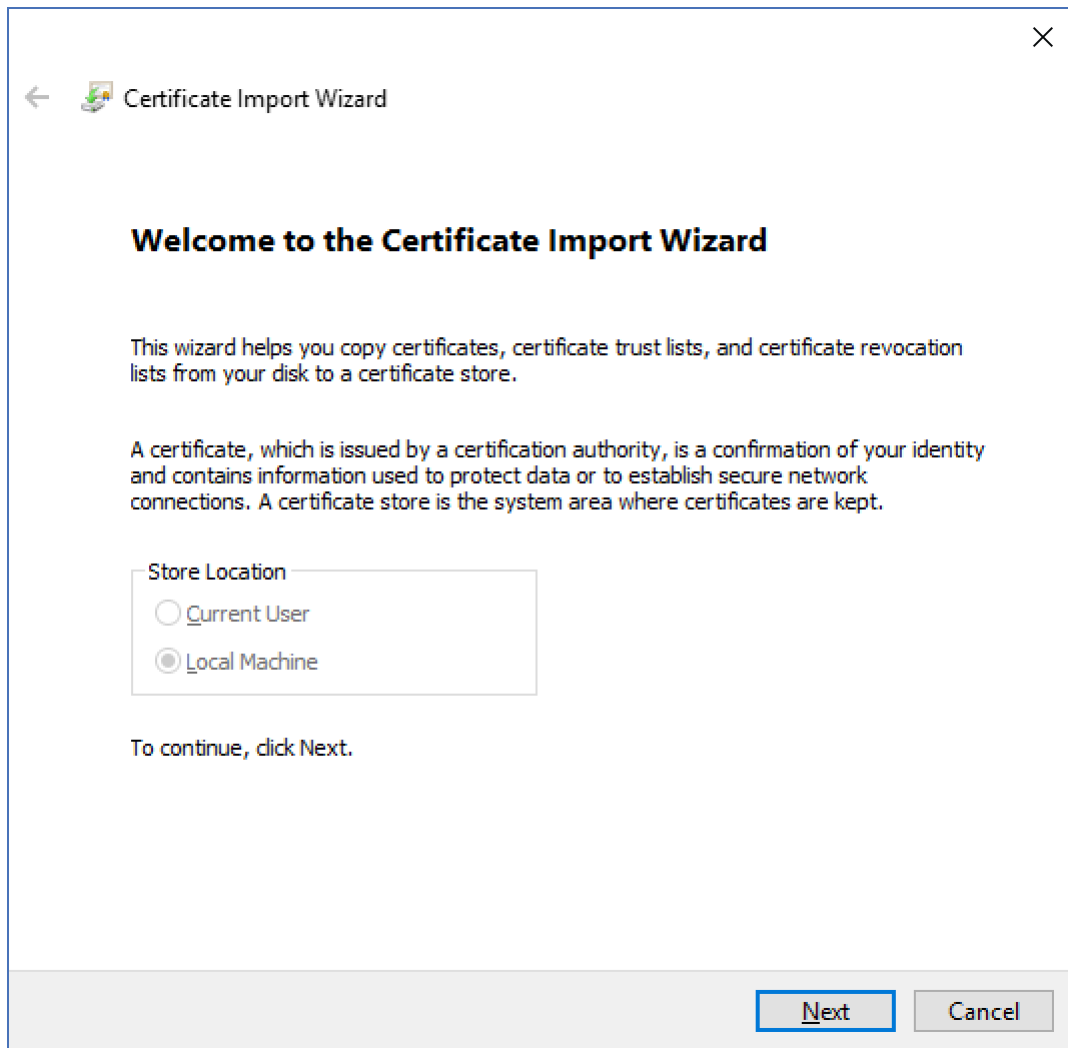 Certificate Import Wizard
Welcome to the Certificate Import Wizard
This wizard helps you copy certificates, certificate trust lists, and certificate revocation
lists from your disk to a certificate store.
A certificate, which is issued by a certification authority, is a confirmation of your identity
and contains information used to protect data or to establish secure network
connections. A certificate store is the system area where certificates are kept.
Store Location
Current User
Local Machine
To continue, click Next.
Next Cancel